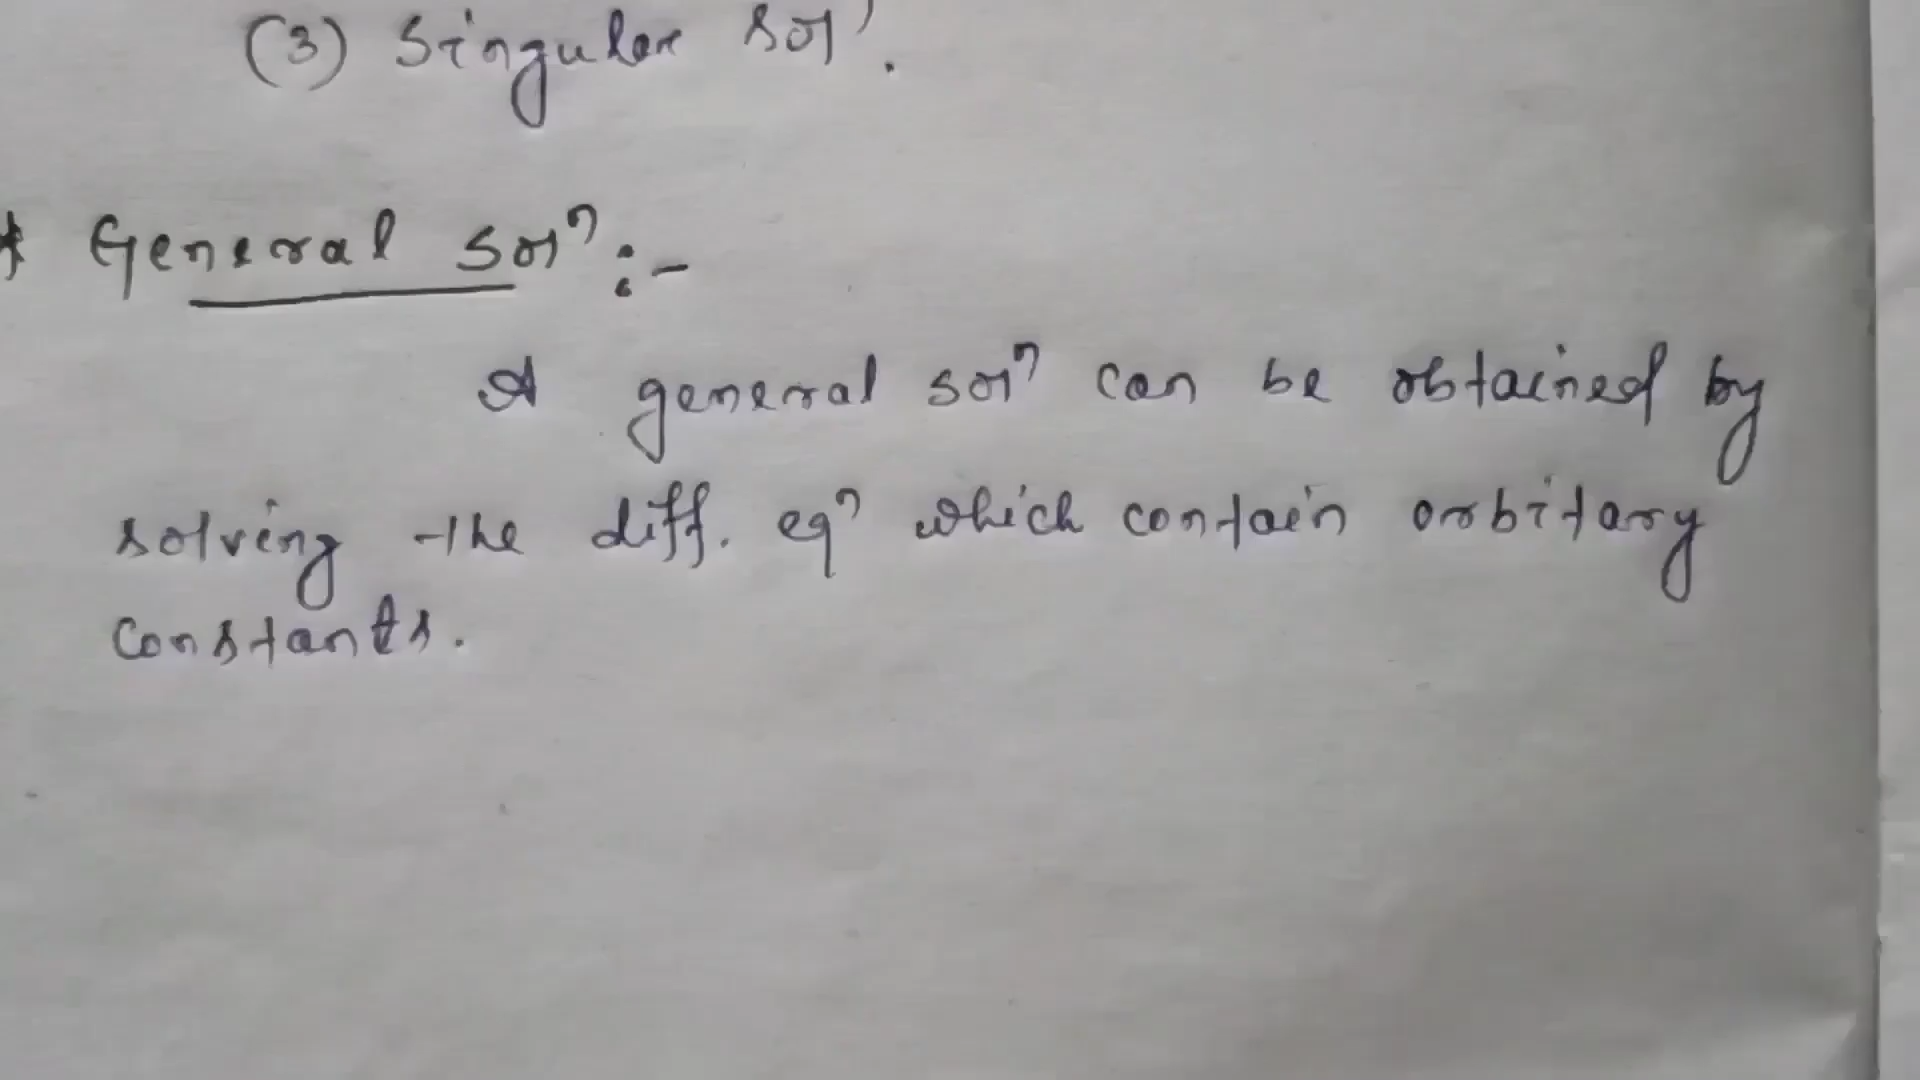 (3) Singular solⁿ.
* General solⁿ :-
A general solⁿ can be obtained by
solving the diff. eqⁿ which contain orbitary
constants.